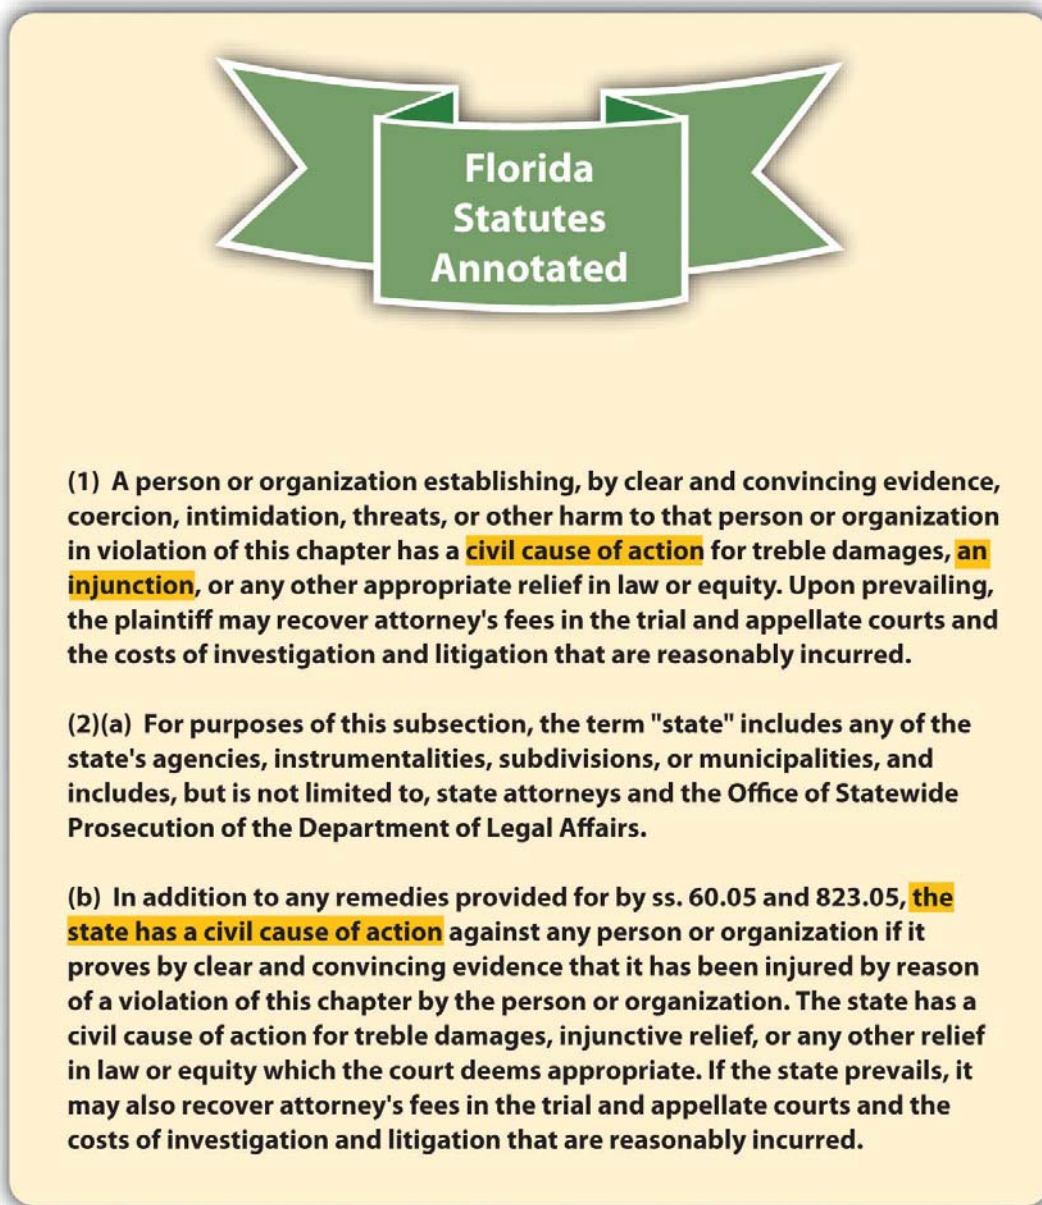 Florida
Statutes
Annotated
(1) A person or organization establishing, by clear and convincing evidence,
coercion, intimidation, threats, or other harm to that person or organization
in violation of this chapter has a civil cause of action for treble damages, an
injunction, or any other appropriate relief in law or equity. Upon prevailing,
the plaintiff may recover attorney's fees in the trial and appellate courts and
the costs of investigation and litigation that are reasonably incurred.
(2)(a) For purposes of this subsection, the term "state" includes any of the
state's agencies, instrumentalities, subdivisions, or municipalities, and
includes, but is not limited to, state attorneys and the Office of Statewide
Prosecution of the Department of Legal Affairs.
(b) In addition to any remedies provided for by ss. 60.05 and 823.05, the
state has a civil cause of action against any person or organization if it
proves by clear and convincing evidence that it has been injured by reason
of a violation of this chapter by the person or organization. The state has a
civil cause of action for treble damages, injunctive relief, or any other relief
in law or equity which the court deems appropriate. If the state prevails, it
may also recover attorney's fees in the trial and appellate courts and the
costs of investigation and litigation that are reasonably incurred.